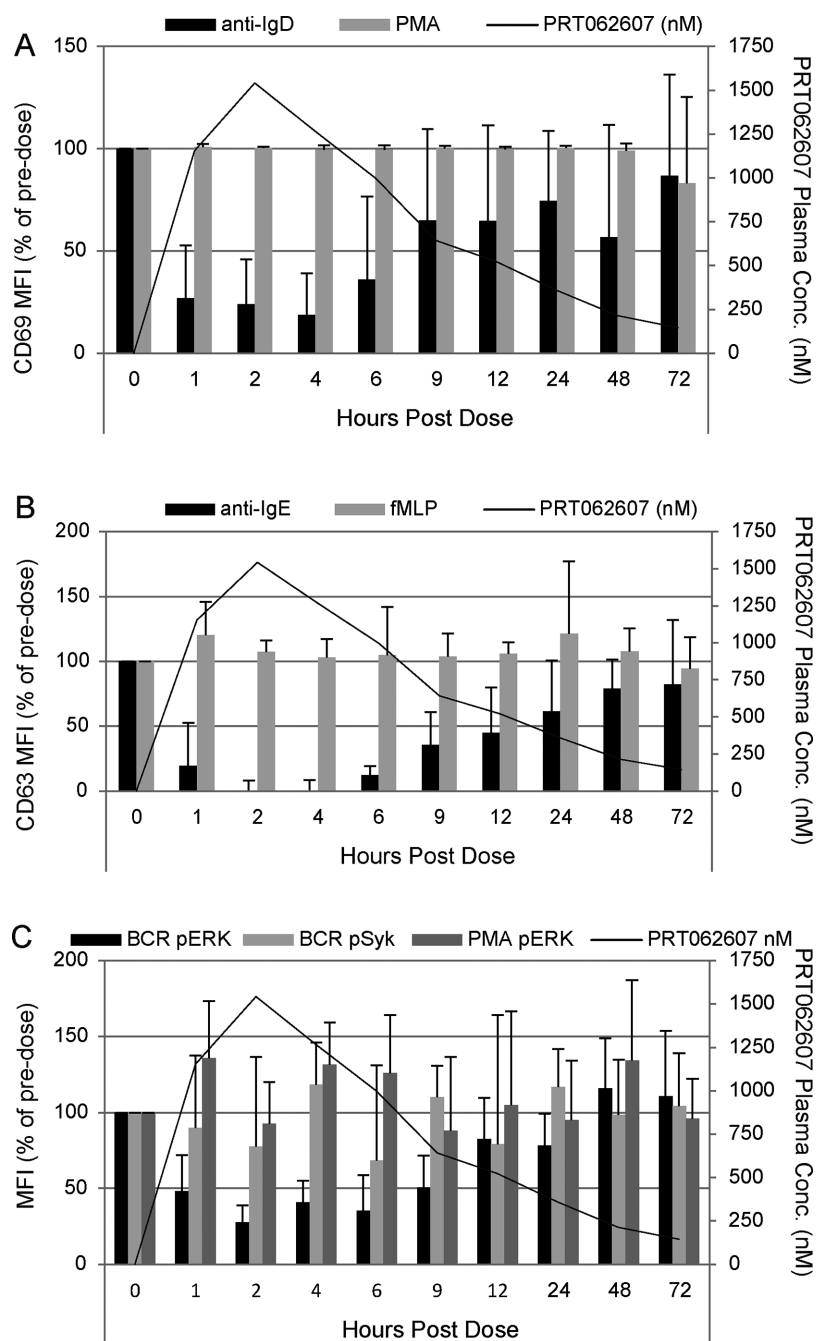 A
anti-IgD PMA PRT062607 (nM)
CD69 MFI (% of pre-dose)
150
100
50
0
1750
1500
1250
1000
750
500
250
0
PRT062607 Plasma Conc. (nM)
0 1 2 4 6 9 12 24 48 72
Hours Post Dose
B
anti-IgE fMLP PRT062607 (nM)
CD63 MFI (% of pre-dose)
200
150
100
50
0
1750
1500
1250
1000
750
500
250
0
PRT062607 Plasma Conc. (nM)
0 1 2 4 6 9 12 24 48 72
Hours Post Dose
C
BCR pERK BCR pSyk PMA pERK PRT062607 nM
MFI (% of pre-dose)
200
150
100
50
0
1750
1500
1250
1000
750
500
250
0
PRT062607 Plasma Conc. (nM)
0 1 2 4 6 9 12 24 48 72
Hours Post Dose